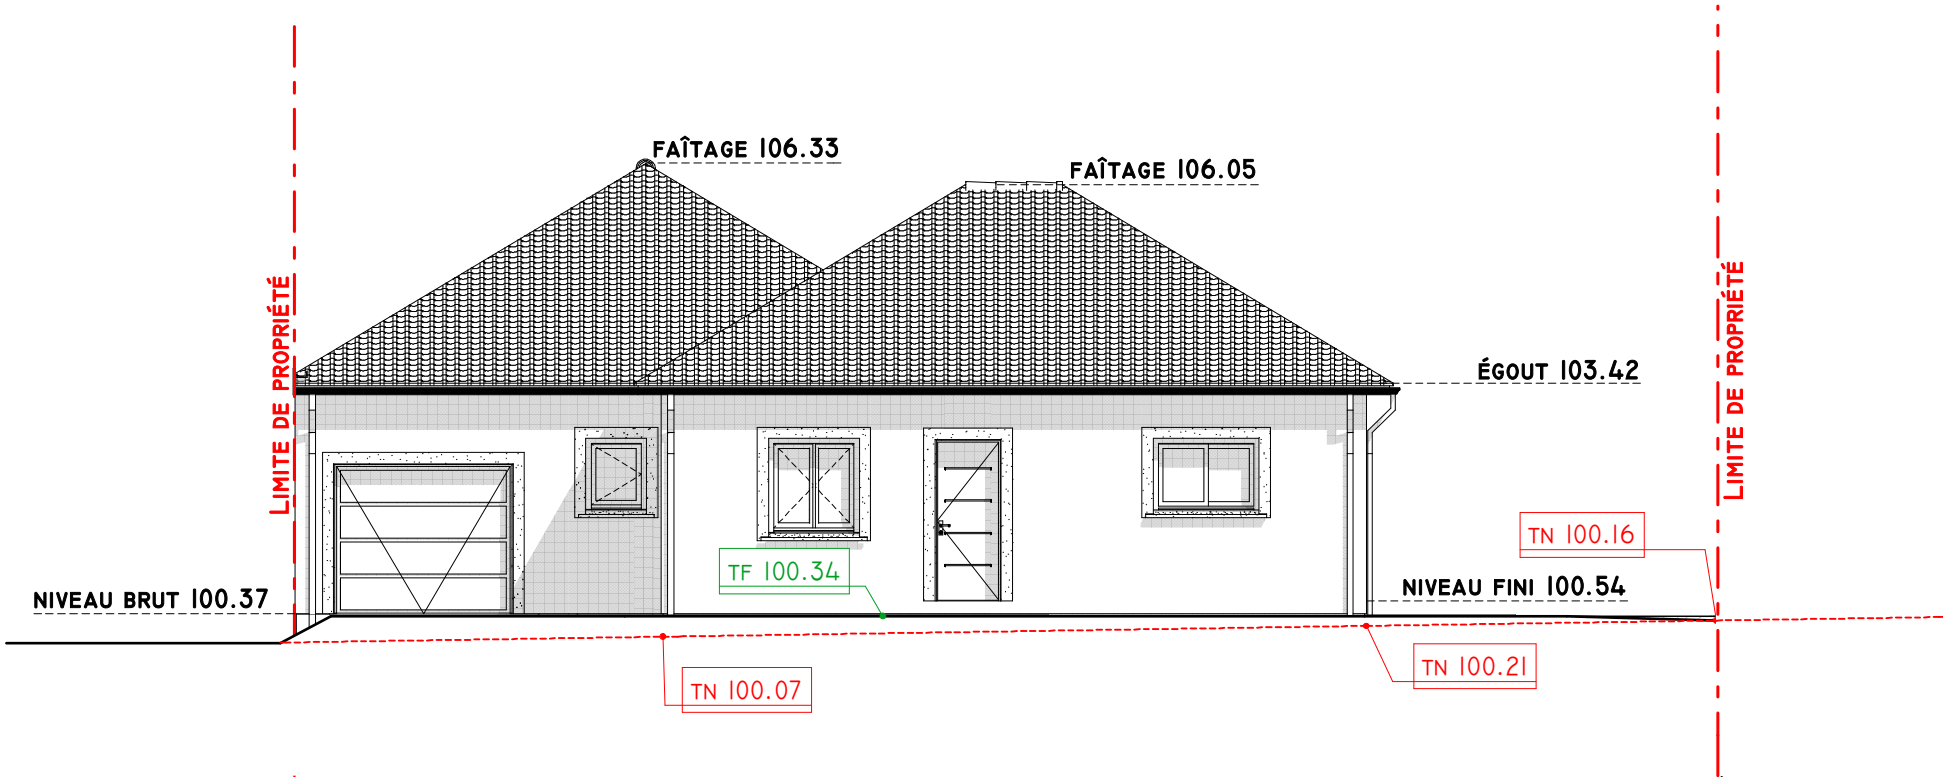 FAÎTAGE 106.33
FAÎTAGE 106.05
LIMITE DE PROPRIÉTÉ
LIMITE DE PROPRIÉTÉ
ÉGOUT 103.42
TN 100.16
TF 100.34
NIVEAU BRUT 100.37
NIVEAU FINI 100.54
TN 100.07
TN 100.21